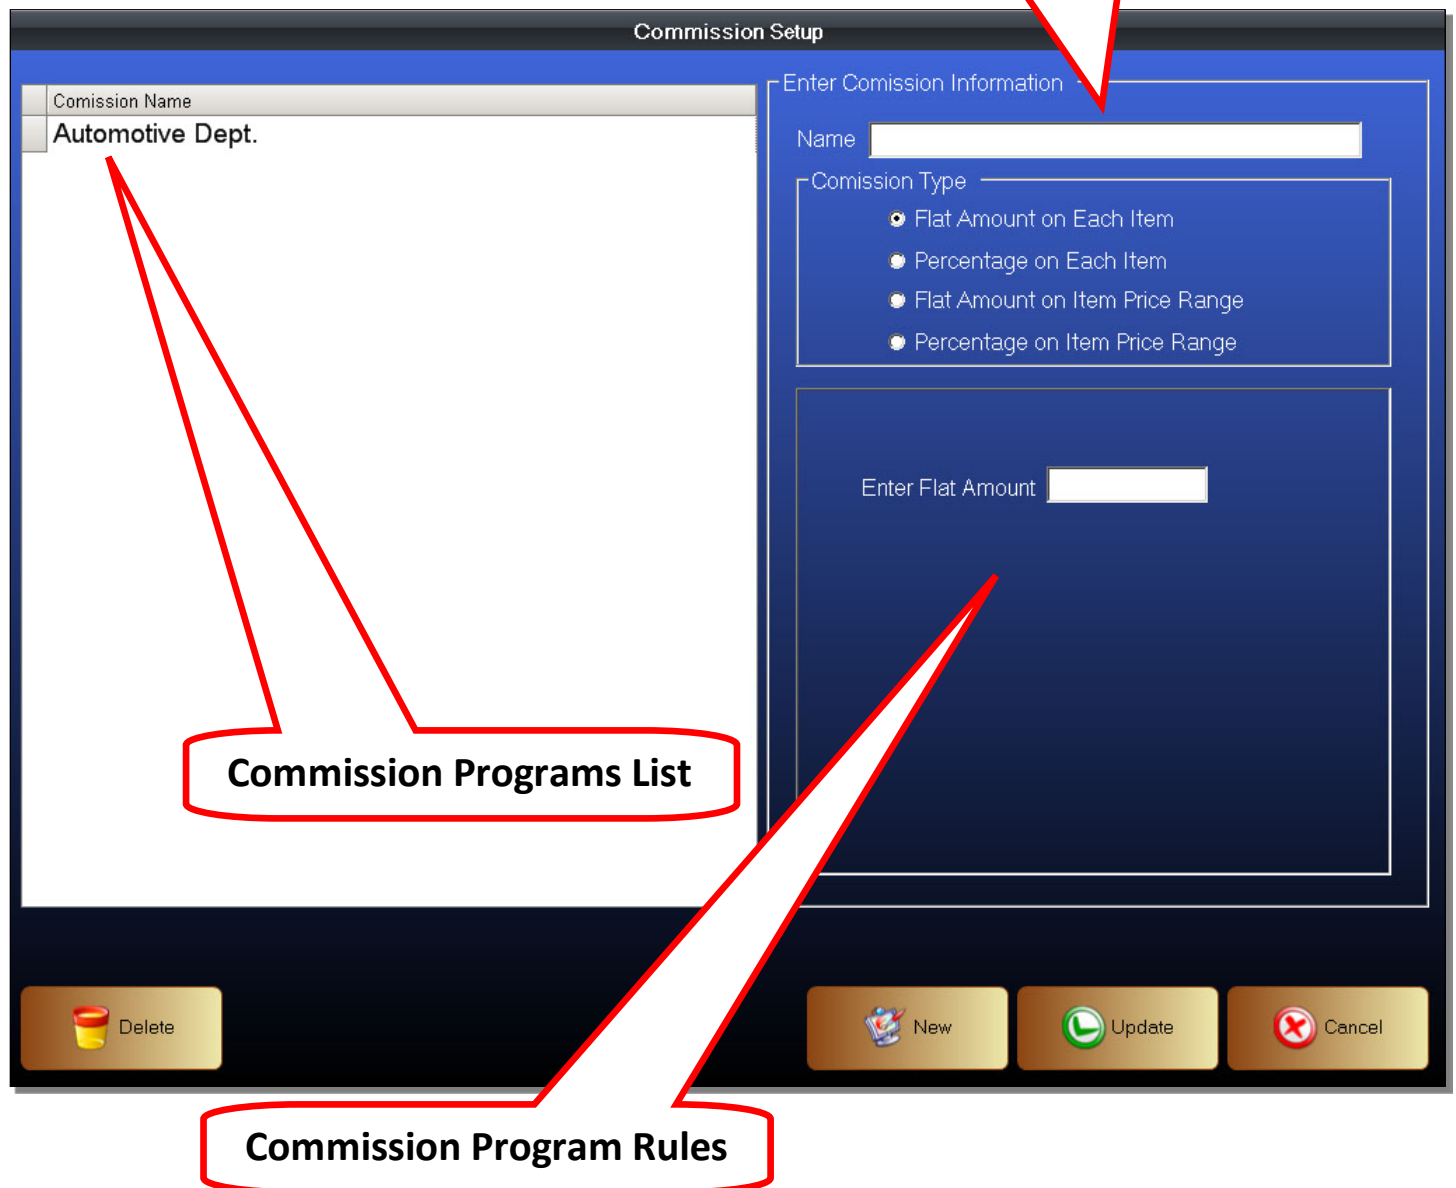 Commission Setup
Comission Name
Automotive Dept.
Enter Comission Information
Name
Comission Type
Flat Amount on Each Item
Percentage on Each Item
Flat Amount on Item Price Range
Percentage on Item Price Range
Enter Flat Amount
Commission Programs List
Delete
New
Update
Cancel
Commission Program Rules